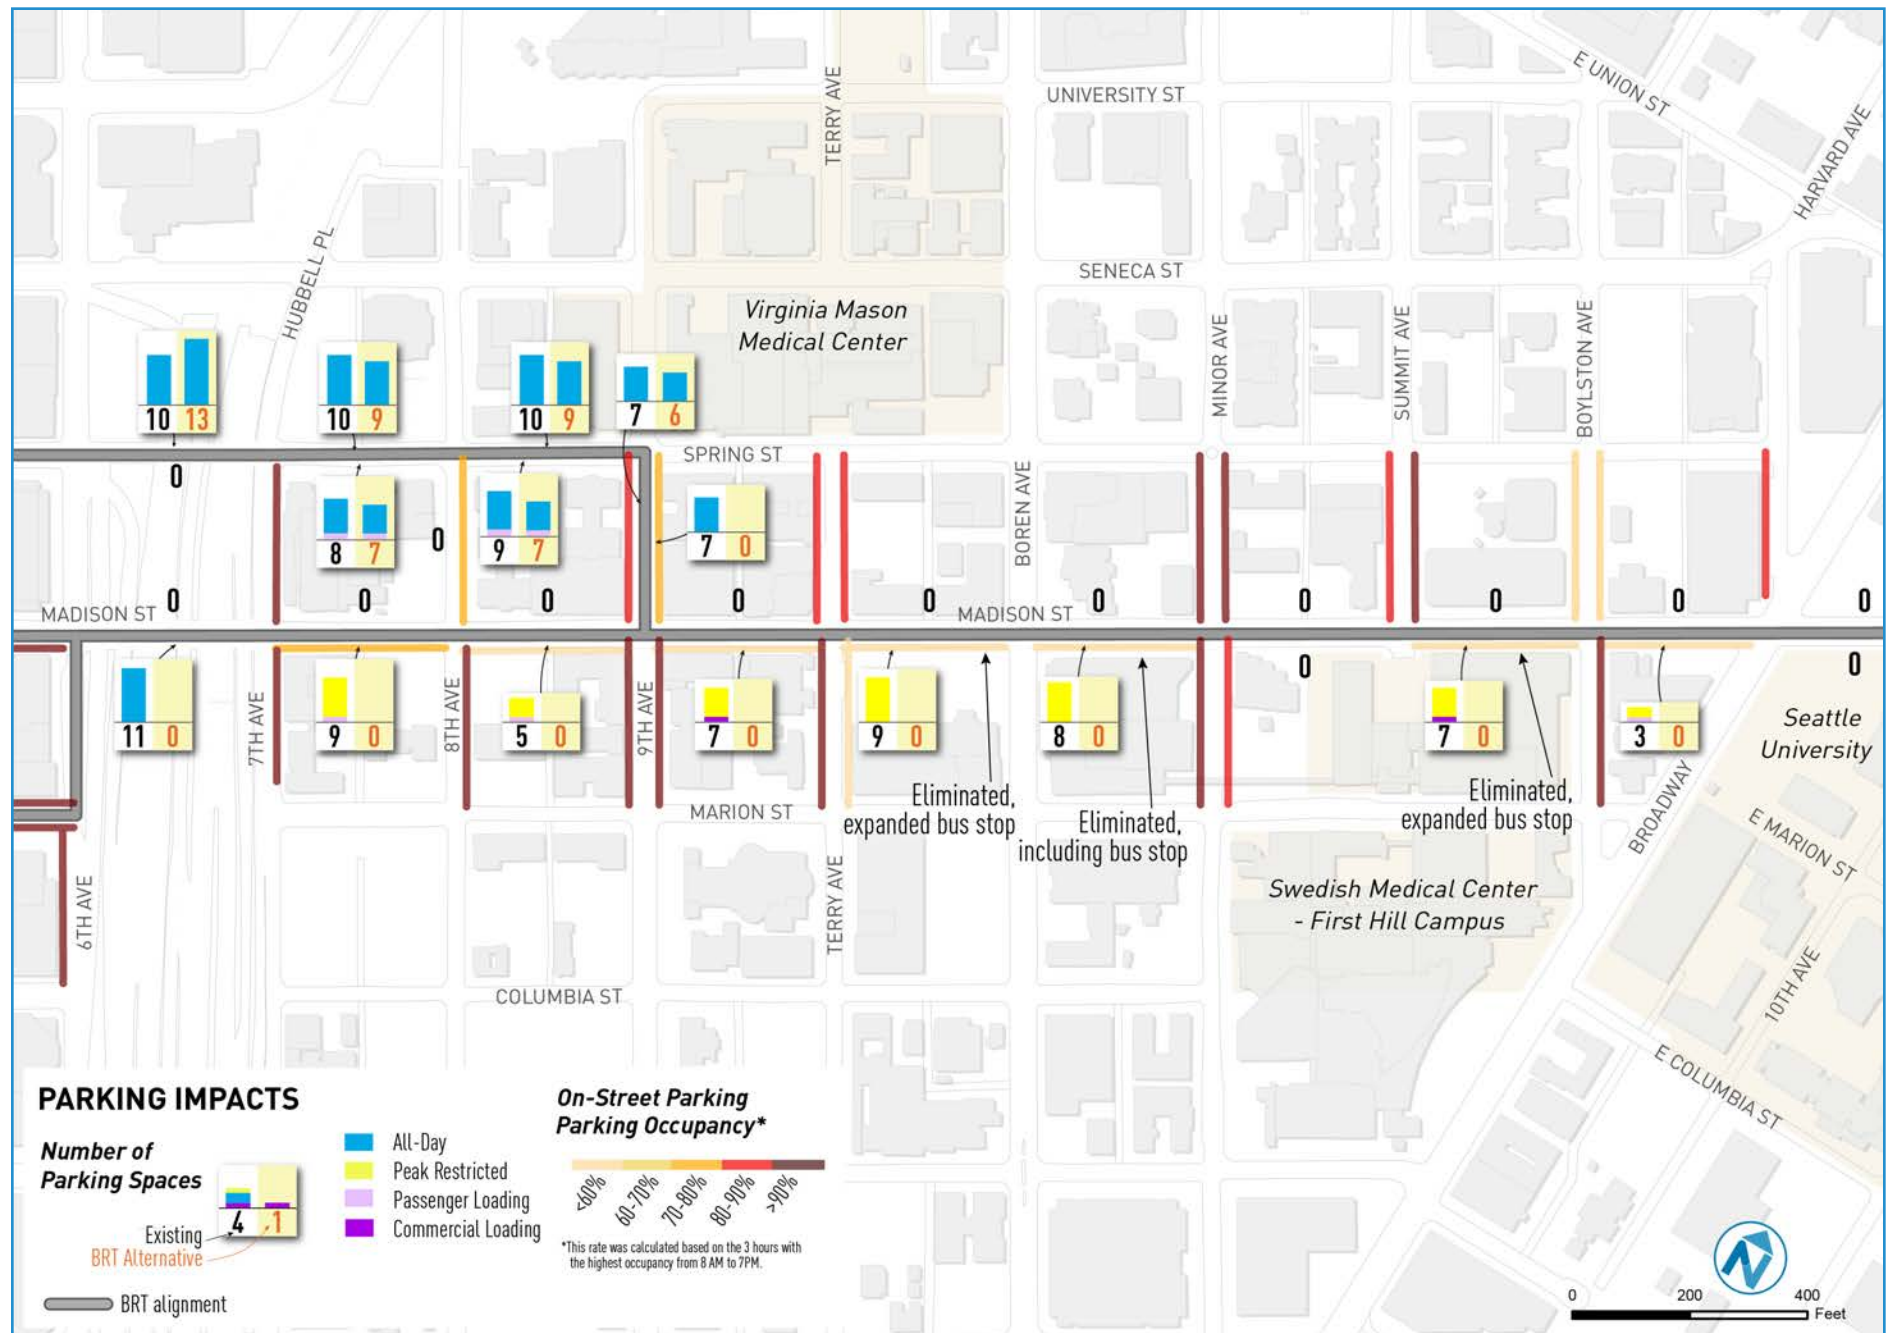 E UNION ST
TERRY AVE
UNIVERSITY ST
HARVARD AVE
HUBBELL PL
SENECA ST
Virginia Mason
Medical Center
MINOR AVE
SUMMIT AVE
BOYLSTON AVE
10 13
10 9
10 9
7 6
SPRING ST
0
BOREN AVE
8 7
0
9 7
7 0
MADISON ST
0
0
0
0
0
MADISON ST
0
0
0
0
0
11 0
7TH AVE
9 0
8TH AVE
5 0
9TH AVE
7 0
9 0
8 0
0
7 0
3 0
0
Seattle
University
MARION ST
Eliminated,
expanded bus stop
Eliminated,
including bus stop
Eliminated,
expanded bus stop
BROADWAY
E MARION ST
6TH AVE
TERRY AVE
Swedish Medical Center
- First Hill Campus
10TH AVE
COLUMBIA ST
E COLUMBIA ST
PARKING IMPACTS
Number of
Parking Spaces
4 1
Existing
BRT Alternative
BRT alignment
All-Day
Peak Restricted
Passenger Loading
Commercial Loading
On-Street Parking
Parking Occupancy*
<60%
60-70%
70-80%
80-90%
>90%
*This rate was calculated based on the 3 hours with
the highest occupancy from 8 AM to 7PM.
N
0 200 400
Feet